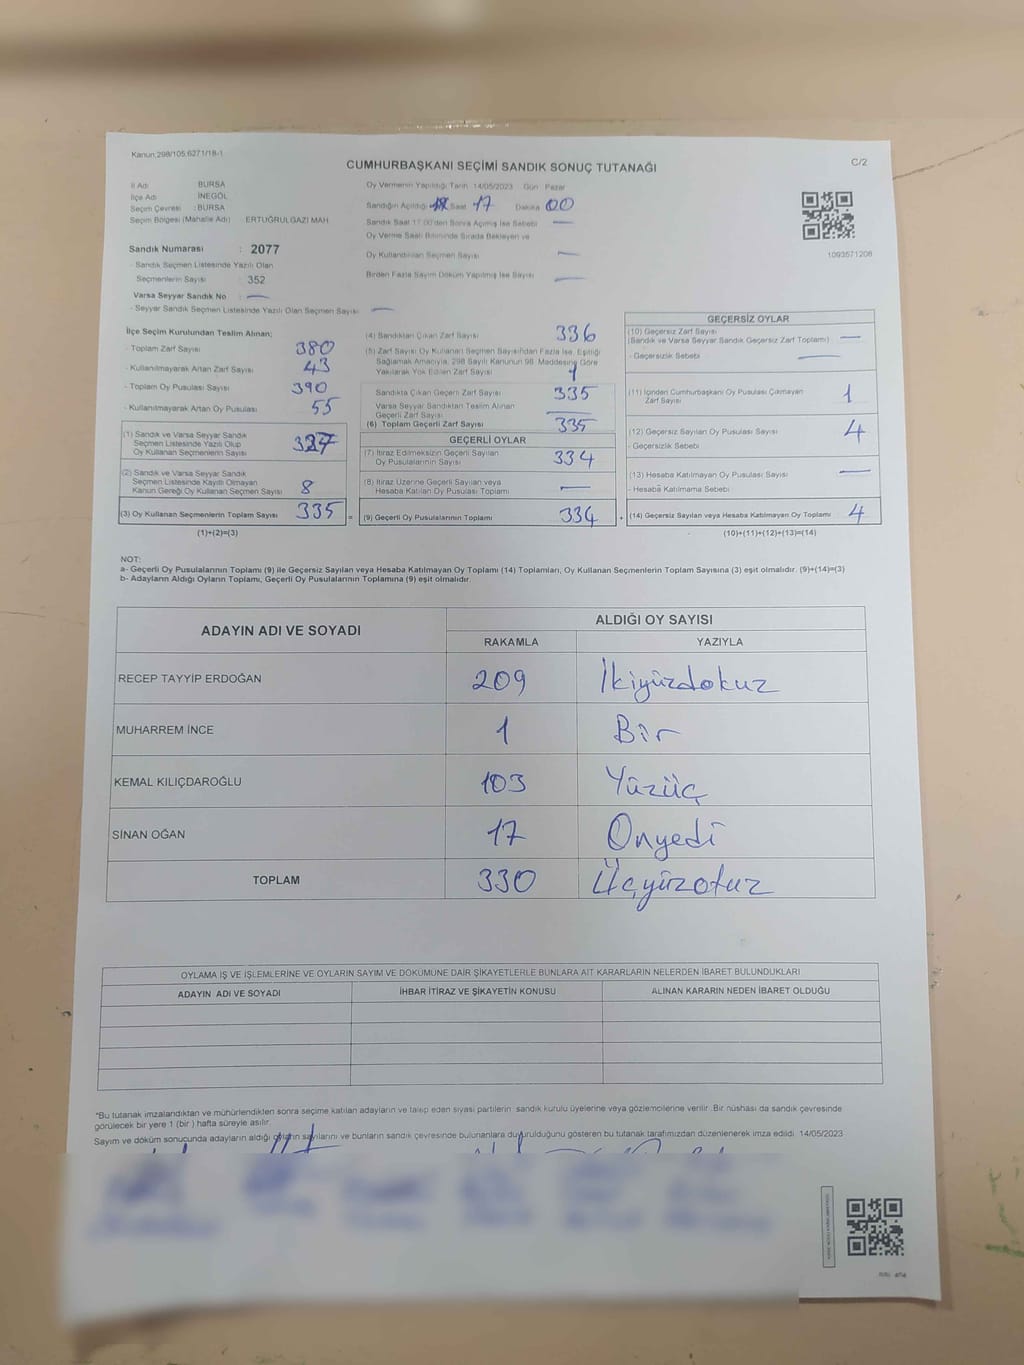 Kanun;298/105;6271/18-1
CUMHURBAŞKANI SEÇİMİ SANDIK SONUÇ TUTANAĞI
C/2
İl Adı BURSA
İlçe Adı İNEGÖL
Seçim Çevresi : BURSA
Seçim Bölgesi (Mahalle Adı) ERTUĞRULGAZİ MAH.
Sandık Numarası : 2077
- Sandık Seçmen Listesinde Yazılı Olan
Seçmenlerin Sayısı 352
Varsa Seyyar Sandık No : —
- Seyyar Sandık Seçmen Listesinde Yazılı Olan Seçmen Sayısı —
Oy Vermenin Yapıldığı Tarih 14/05/2023 Gün Pazar
Sandığın Açıldığı Saat 17 Dakika 00
Sandık Saat 17:00'den Sonra Açılmış İse Sebebi —
Oy Verme Saati Bitiminde Sırada Bekleyen ve
Oy Kullandırılan Seçmen Sayısı —
Birden Fazla Sayım Döküm Yapılmış İse Sayısı —
1093571206
İlçe Seçim Kurulundan Teslim Alınan;
- Toplam Zarf Sayısı 380
- Kullanılmayarak Artan Zarf Sayısı 43
- Toplam Oy Pusulası Sayısı 390
- Kullanılmayarak Artan Oy Pusulası 55
(1) Sandık ve Varsa Seyyar Sandık
Seçmen Listesinde Yazılı Olup
Oy Kullanan Seçmenlerin Sayısı 327
(2) Sandık ve Varsa Seyyar Sandık
Seçmen Listesinde Kayıtlı Olmayan
Kanun Gereği Oy Kullanan Seçmen Sayısı 8
(3) Oy Kullanan Seçmenlerin Toplam Sayısı 335
(1)+(2)=(3)
(4) Sandıktan Çıkan Zarf Sayısı 336
(5) Zarf Sayısı Oy Kullanan Seçmen Sayısından Fazla İse, Eşitliği
Sağlamak Amacıyla, 298 Sayılı Kanunun 98. Maddesine Göre
Yakılarak Yok Edilen Zarf Sayısı 1
Sandıkta Çıkan Geçerli Zarf Sayısı 335
Varsa Seyyar Sandıktan Teslim Alınan
Geçerli Zarf Sayısı —
(6) Toplam Geçerli Zarf Sayısı 335
GEÇERLİ OYLAR
(7) İtiraz Edilmeksizin Geçerli Sayılan
Oy Pusulalarının Sayısı 334
(8) İtiraz Üzerine Geçerli Sayılan veya
Hesaba Katılan Oy Pusulası Toplamı —
= (9) Geçerli Oy Pusulalarının Toplamı 334 +
GEÇERSİZ OYLAR
(10) Geçersiz Zarf Sayısı
(Sandık ve Varsa Seyyar Sandık Geçersiz Zarf Toplamı) —
- Geçersizlik Sebebi —
(11) İçinden Cumhurbaşkanı Oy Pusulası Çıkmayan
Zarf Sayısı 1
(12) Geçersiz Sayılan Oy Pusulası Sayısı 4
- Geçersizlik Sebebi
(13) Hesaba Katılmayan Oy Pusulası Sayısı —
- Hesaba Katılmama Sebebi
(14) Geçersiz Sayılan veya Hesaba Katılmayan Oy Toplamı 4
(10)+(11)+(12)+(13)=(14)
NOT:
a- Geçerli Oy Pusulalarının Toplamı (9) ile Geçersiz Sayılan veya Hesaba Katılmayan Oy Toplamı (14) Toplamları, Oy Kullanan Seçmenlerin Toplam Sayısına (3) eşit olmalıdır. (9)+(14)=(3)
b- Adayların Aldığı Oyların Toplamı, Geçerli Oy Pusulalarının Toplamına (9) eşit olmalıdır.
ADAYIN ADI VE SOYADI ALDIĞI OY SAYISI
RAKAMLA YAZIYLA
RECEP TAYYİP ERDOĞAN 209 İkiyüzdokuz
MUHARREM İNCE 1 Bir
KEMAL KILIÇDAROĞLU 103 Yüzüç
SİNAN OĞAN 17 Onyedi
TOPLAM 330 Üçyüzotuz
OYLAMA İŞ VE İŞLEMLERİNE VE OYLARIN SAYIM VE DÖKÜMÜNE DAİR ŞİKAYETLERLE BUNLARA AİT KARARLARIN NELERDEN İBARET BULUNDUKLARI
ADAYIN ADI VE SOYADI İHBAR İTİRAZ VE ŞİKAYETİN KONUSU ALINAN KARARIN NEDEN İBARET OLDUĞU
*Bu tutanak imzalandıktan ve mühürlendikten sonra seçime katılan adayların ve talep eden siyasi partilerin sandık kurulu üyelerine veya gözlemcilerine verilir. Bir nüshası da sandık çevresinde
görülecek bir yere 1 (bir) hafta süreyle asılır.
Sayım ve döküm sonucunda adayların aldığı oyların sayılarını ve bunların sandık çevresinde bulunanlara duyurulduğunu gösteren bu tutanak tarafımızdan düzenlenerek imza edildi. 14/05/2023